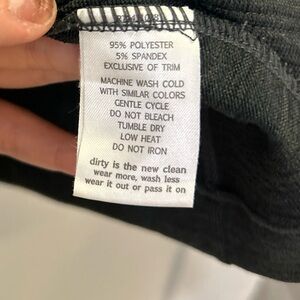 95% POLYESTER
5% SPANDEX
EXCLUSIVE OF TRIM
MACHINE WASH COLD
WITH SIMILAR COLORS
GENTLE CYCLE
DO NOT BLEACH
TUMBLE DRY
LOW HEAT
DO NOT IRON
dirty is the new clean
wear more, wash less
wear it out or pass it on